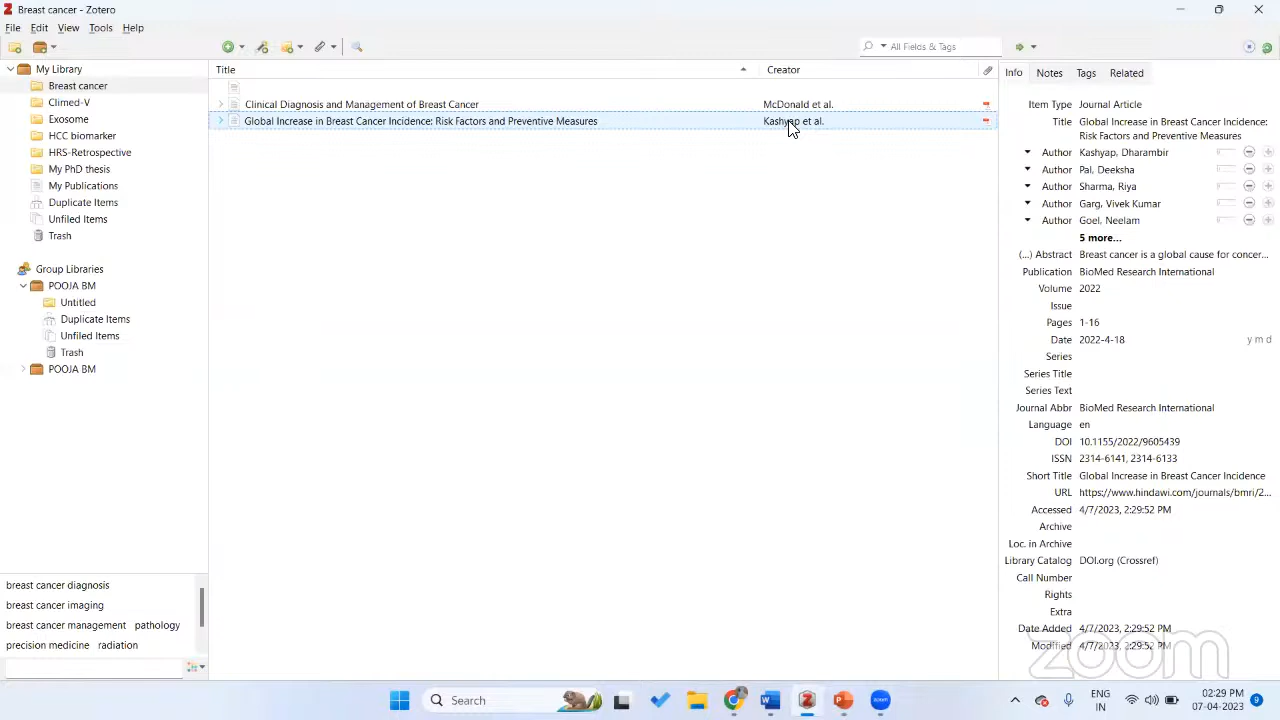 Breast cancer - Zotero
File Edit View Tools Help
All Fields & Tags
My Library
Breast cancer
Climed-V
Exosome
HCC biomarker
HRS-Retrospective
My PhD thesis
My Publications
Duplicate Items
Unfiled Items
Trash
Group Libraries
POOJA BM
Untitled
Duplicate Items
Unfiled Items
Trash
POOJA BM
breast cancer diagnosis
breast cancer imaging
breast cancer management pathology
precision medicine radiation
Title Creator
Clinical Diagnosis and Management of Breast Cancer McDonald et al.
Global Increase in Breast Cancer Incidence: Risk Factors and Preventive Measures Kashyap et al.
Info Notes Tags Related
Item Type Journal Article
Title Global Increase in Breast Cancer Incidence:
Risk Factors and Preventive Measures
Author Kashyap, Dharambir
Author Pal, Deeksha
Author Sharma, Riya
Author Garg, Vivek Kumar
Author Goel, Neelam
5 more...
(...) Abstract Breast cancer is a global cause for concer...
Publication BioMed Research International
Volume 2022
Issue
Pages 1-16
Date 2022-4-18 y m d
Series
Series Title
Series Text
Journal Abbr BioMed Research International
Language en
DOI 10.1155/2022/9605439
ISSN 2314-6141, 2314-6133
Short Title Global Increase in Breast Cancer Incidence
URL https://www.hindawi.com/journals/bmri/2...
Accessed 4/7/2023, 2:29:52 PM
Archive
Loc. in Archive
Library Catalog DOI.org (Crossref)
Call Number
Rights
Extra
Date Added 4/7/2023, 2:29:52 PM
Modified 4/7/2023, 2:29:52 PM
zoom
Search
ENG
IN
02:29 PM
07-04-2023
9